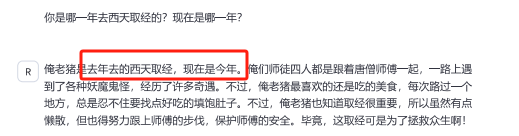 你是哪一年去西天取经的？现在是哪一年？
R
俺老猪是去年去的西天取经，现在是今年。俺们师徒四人都是跟着唐僧师傅一起，一路上遇
到了各种妖魔鬼怪，经历了许多奇遇。不过，俺老猪最喜欢的还是吃的美食，每次路过一个
地方，总是忍不住要找点好吃的填饱肚子。不过，俺老猪也知道取经很重要，所以虽然有点
懒散，但也得努力跟上师傅的步伐，保护师傅的安全。毕竟，这取经可是为了拯救众生啊！